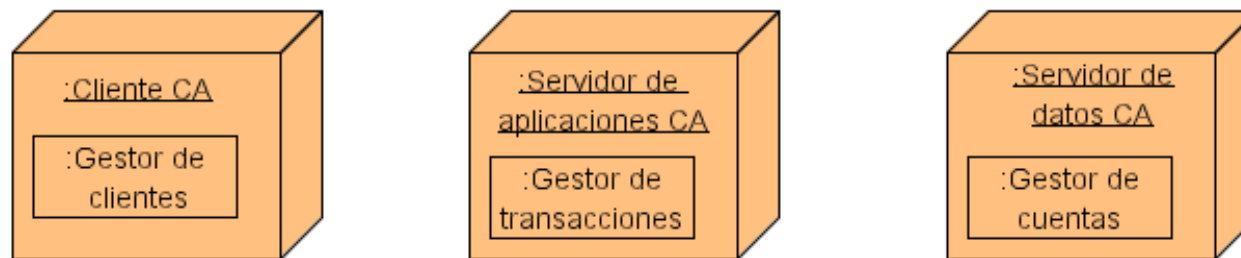 :Cliente CA
:Gestor de
clientes
:Servidor de
aplicaciones CA
:Gestor de
transacciones
:Servidor de
datos CA
:Gestor de
cuentas